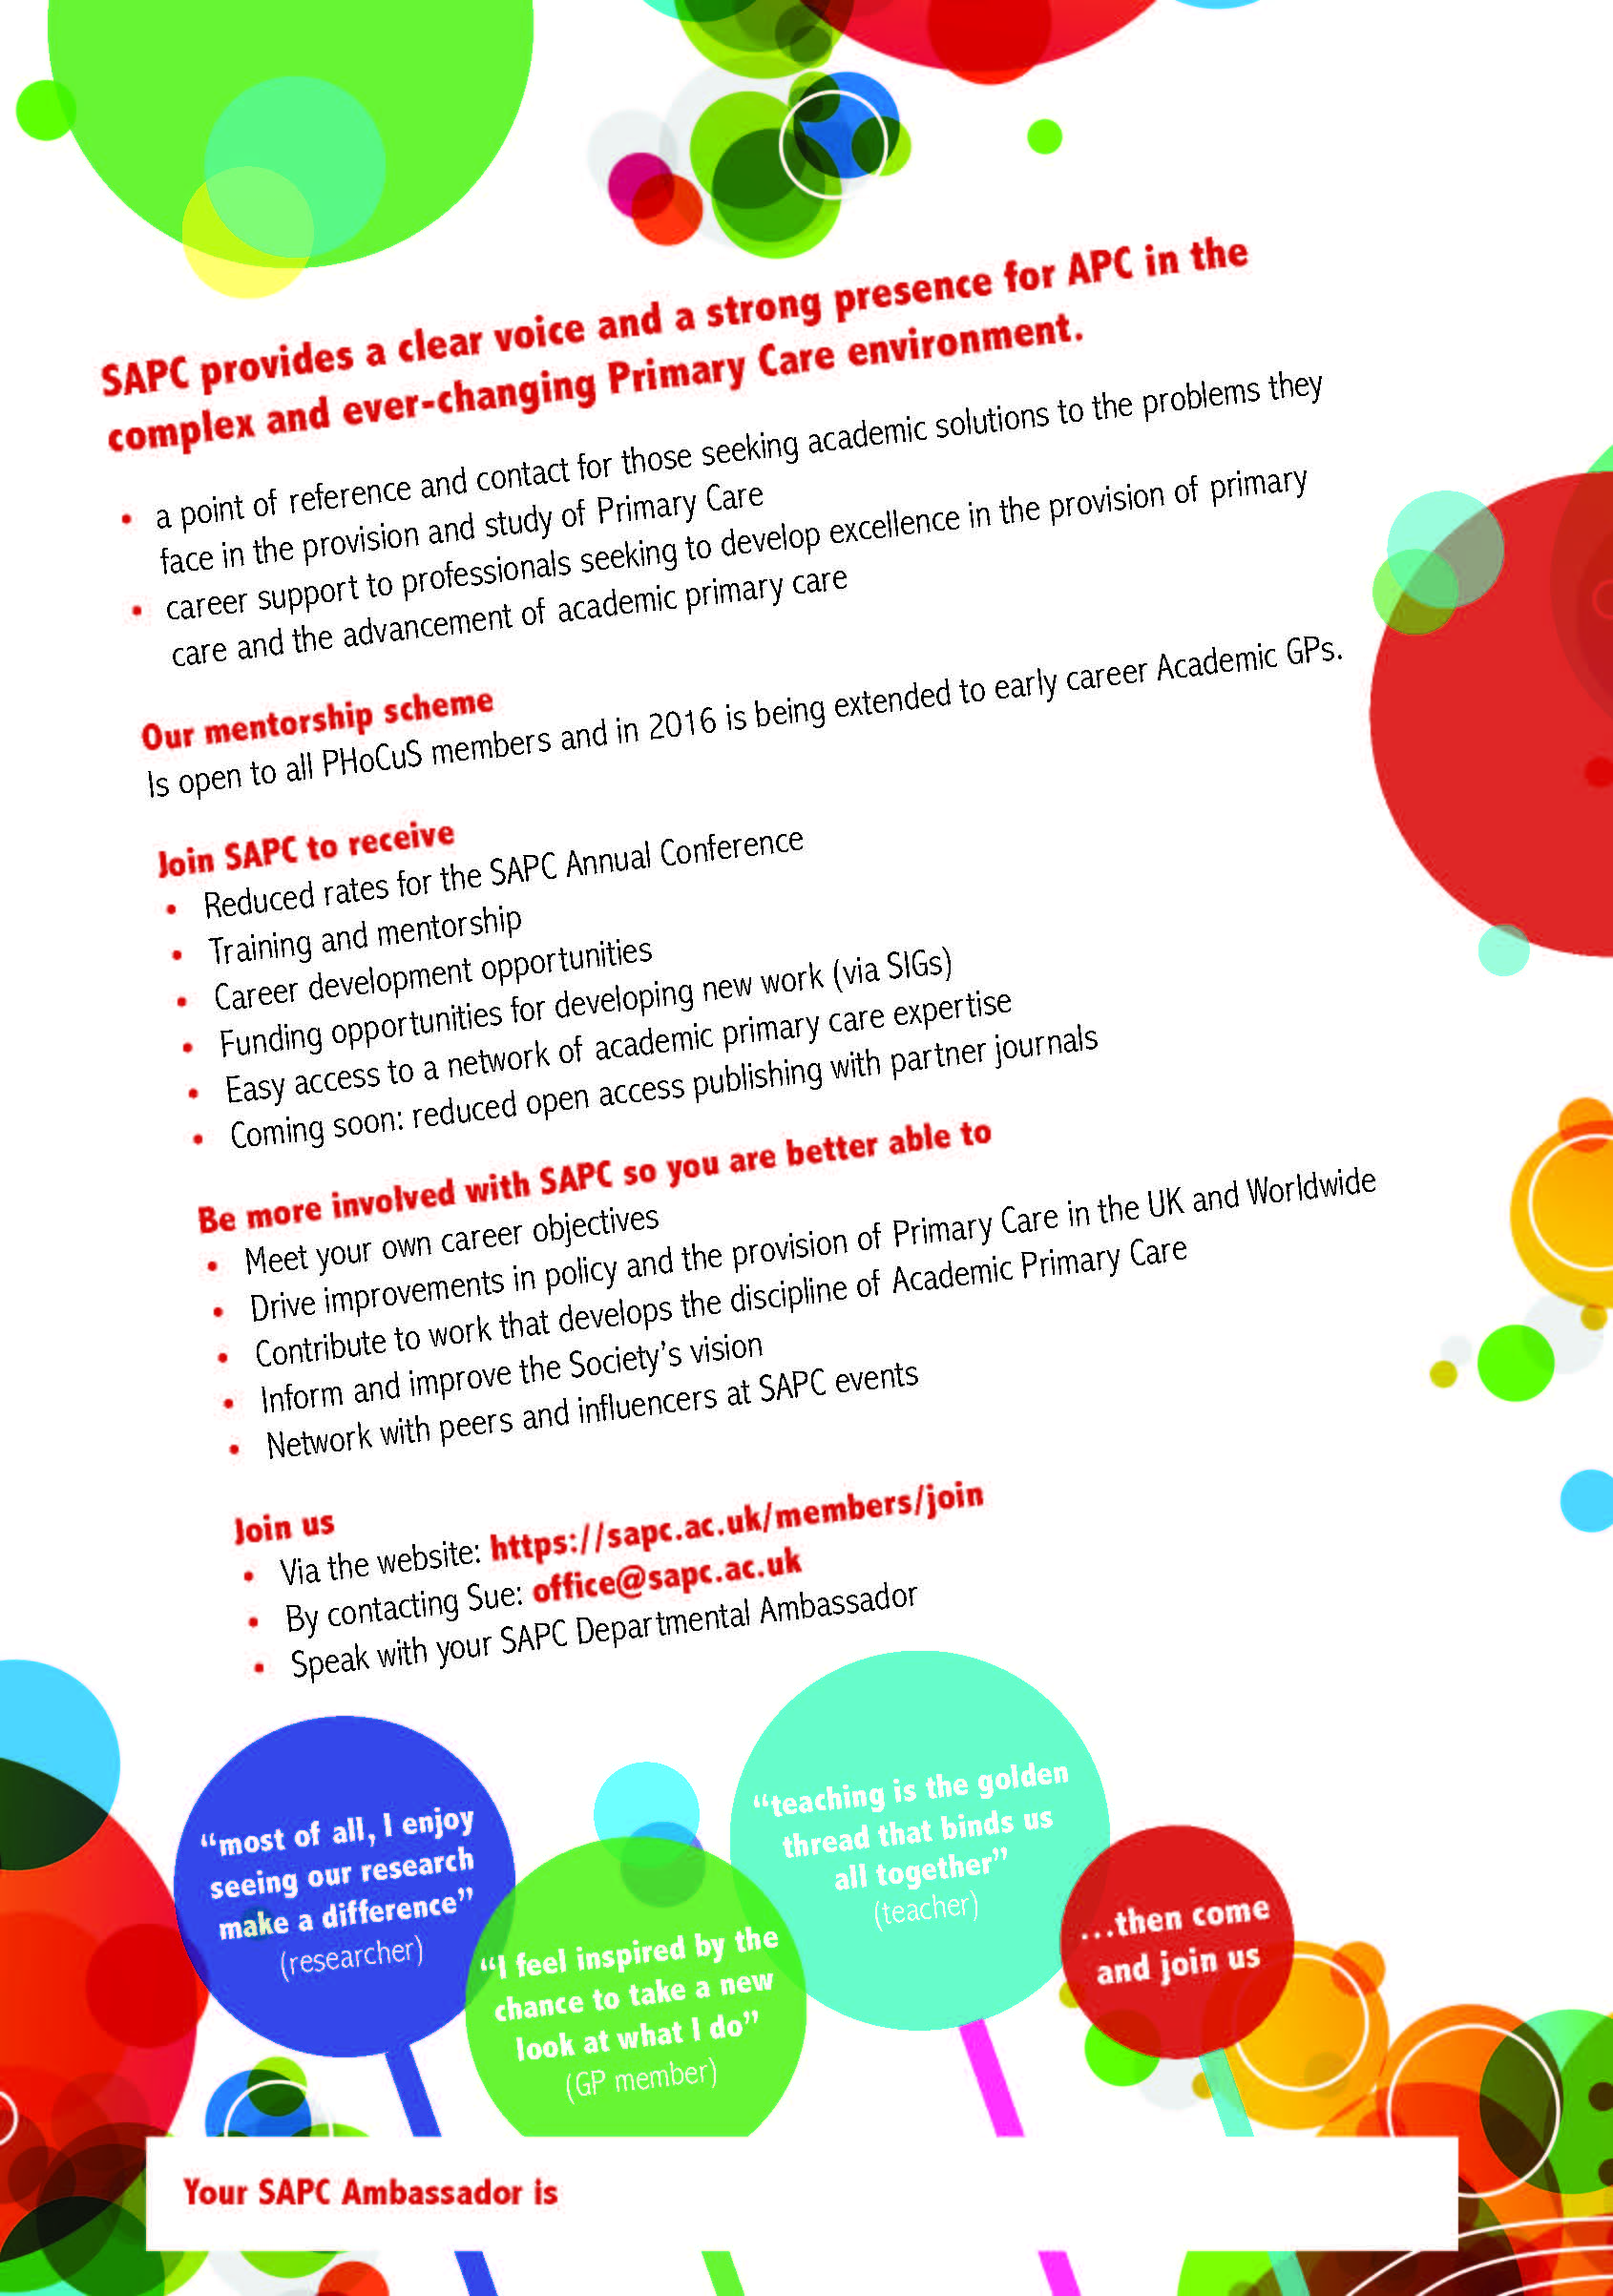 SAPC provides a clear voice and a strong presence for APC in the
complex and ever-changing Primary Care environment.
• a point of reference and contact for those seeking academic solutions to the problems they
face in the provision and study of Primary Care
• career support to professionals seeking to develop excellence in the provision of primary
care and the advancement of academic primary care
Our mentorship scheme
Is open to all PHoCuS members and in 2016 is being extended to early career Academic GPs.
Join SAPC to receive
• Reduced rates for the SAPC Annual Conference
• Training and mentorship
• Career development opportunities
• Funding opportunities for developing new work (via SIGs)
• Easy access to a network of academic primary care expertise
• Coming soon: reduced open access publishing with partner journals
Be more involved with SAPC so you are better able to
• Meet your own career objectives
• Drive improvements in policy and the provision of Primary Care in the UK and Worldwide
• Contribute to work that develops the discipline of Academic Primary Care
• Inform and improve the Society's vision
• Network with peers and influencers at SAPC events
Join us
• Via the website: https://sapc.ac.uk/members/join
• By contacting Sue: office@sapc.ac.uk
• Speak with your SAPC Departmental Ambassador
“most of all, I enjoy
seeing our research
make a difference”
(researcher)
“I feel inspired by the
chance to take a new
look at what I do”
(GP member)
“teaching is the golden
thread that binds us
all together”
(teacher)
...then come
and join us
Your SAPC Ambassador is